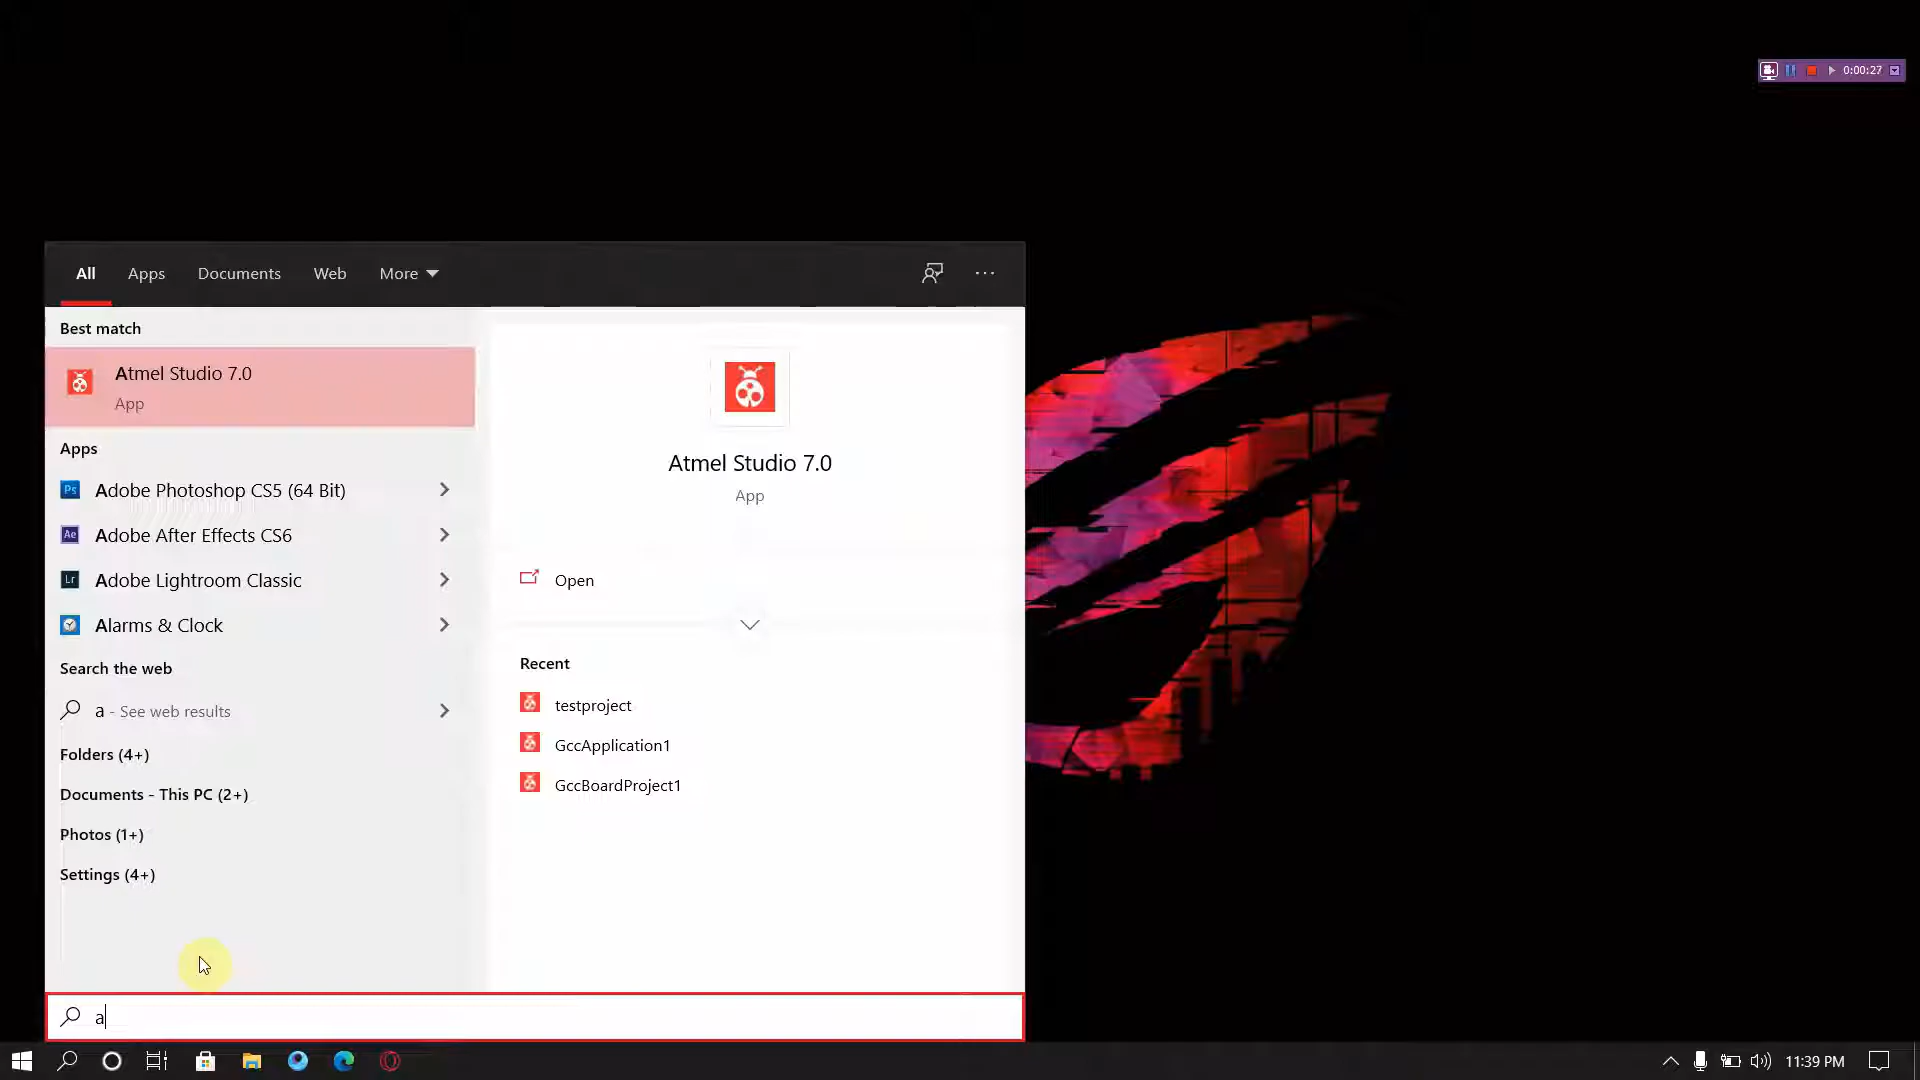 0:00:27
All Apps Documents Web More
Best match
Atmel Studio 7.0
App
Apps
Ps Adobe Photoshop CS5 (64 Bit)
Ae Adobe After Effects CS6
Lr Adobe Lightroom Classic
Alarms & Clock
Search the web
a - See web results
Folders (4+)
Documents - This PC (2+)
Photos (1+)
Settings (4+)
Atmel Studio 7.0
App
Open
Recent
testproject
GccApplication1
GccBoardProject1
a
11:39 PM